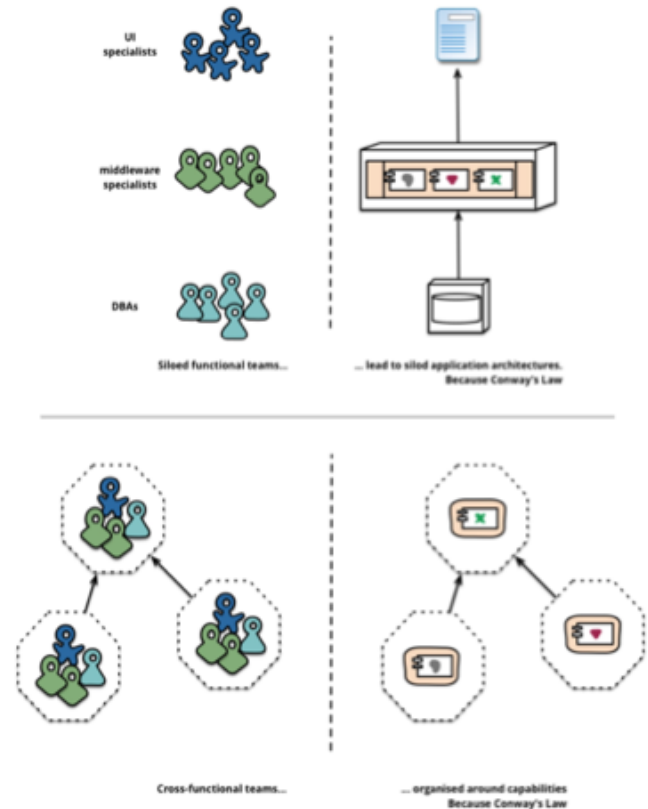 UI
specialists
middleware
specialists
DBAs
Siloed functional teams...
... lead to silod application architectures.
Because Conway's Law
Cross-functional teams...
... organised around capabilities
Because Conway's Law